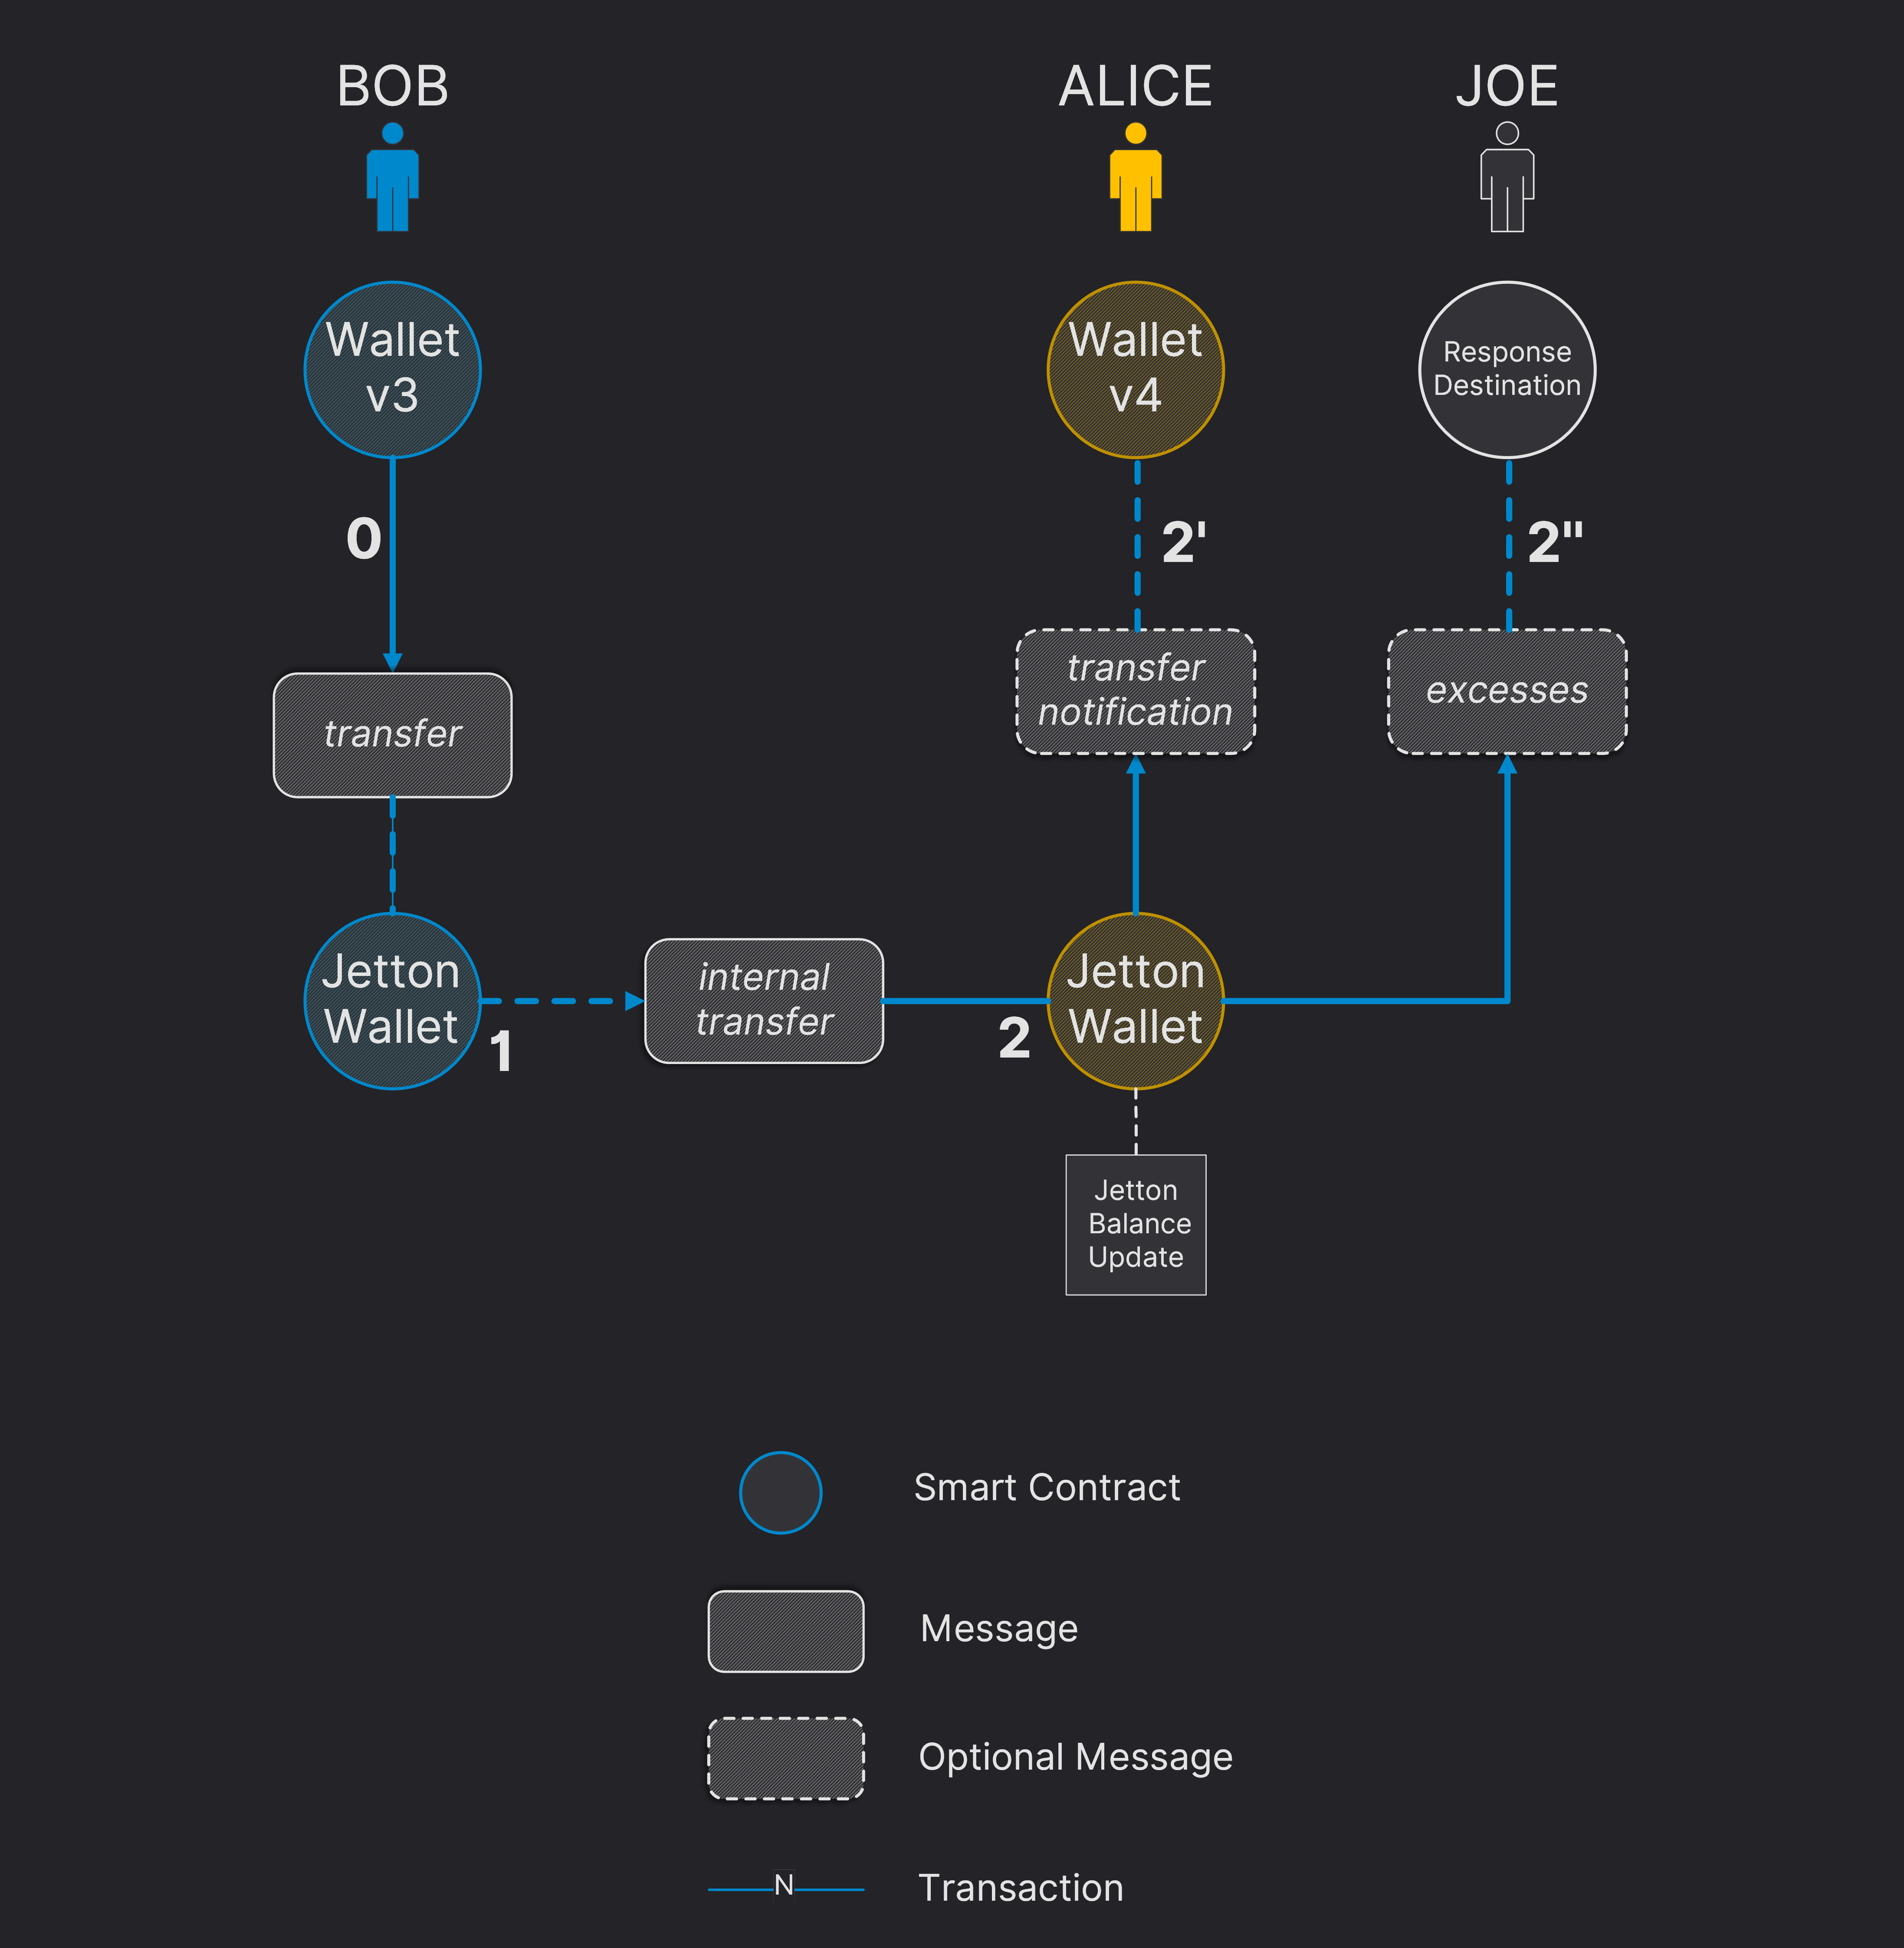 BOB
ALICE
JOE
Wallet
v3
Wallet
v4
Response
Destination
0
2'
2"
transfer
transfer
notification
excesses
Jetton
Wallet
1
internal
transfer
2
Jetton
Wallet
Jetton
Balance
Update
Smart Contract
Message
Optional Message
N
Transaction